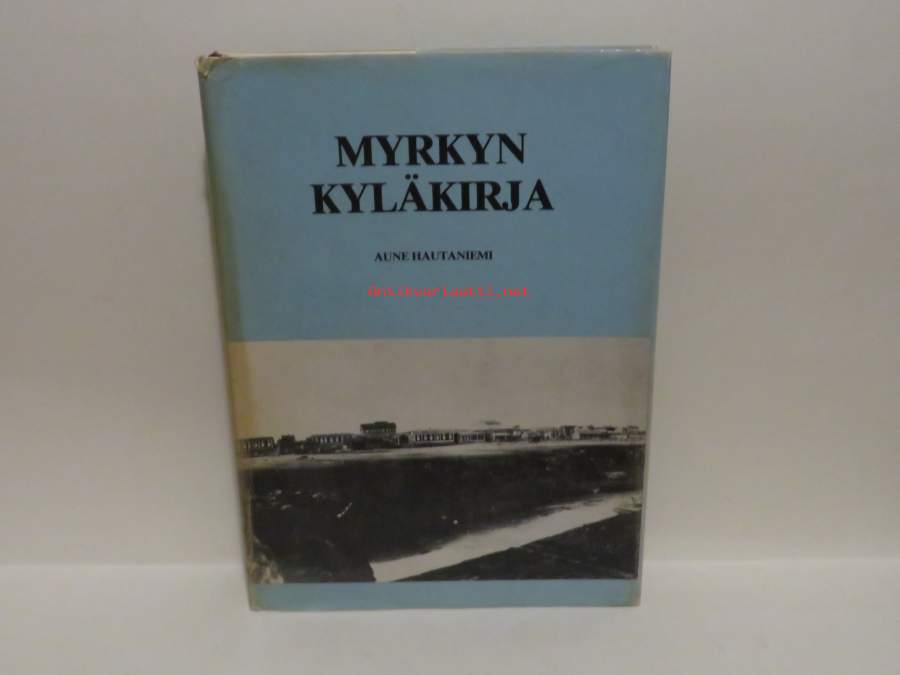 MYRKYN
KYLÄKIRJA
AUNE HAUTANIEMI
Antikvariaatti.net